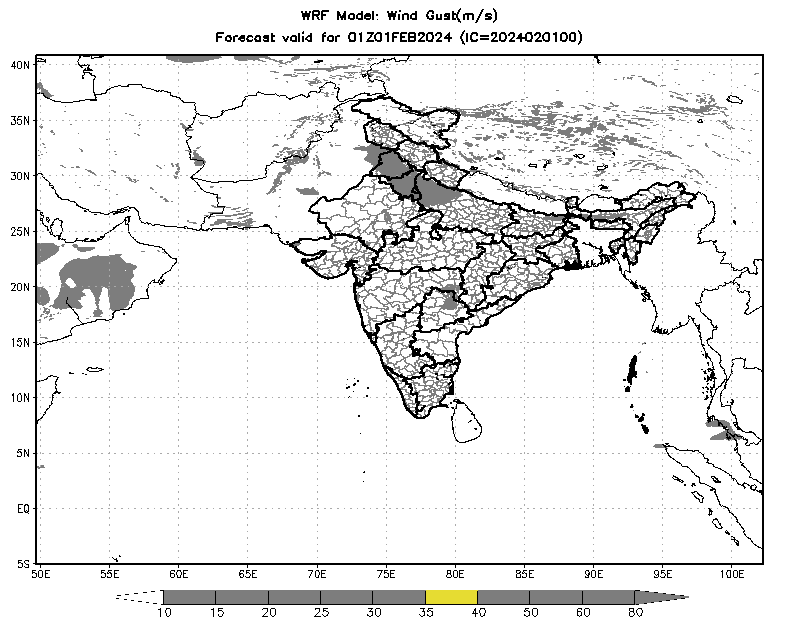 WRF Model: Wind Gust(m/s)
Forecast valid for 01Z01FEB2024 (IC=2024020100)
40N
35N
30N
25N
20N
15N
10N
5N
EQ
5S
50E 55E 60E 65E 70E 75E 80E 85E 90E 95E 100E
10 15 20 25 30 35 40 50 60 80